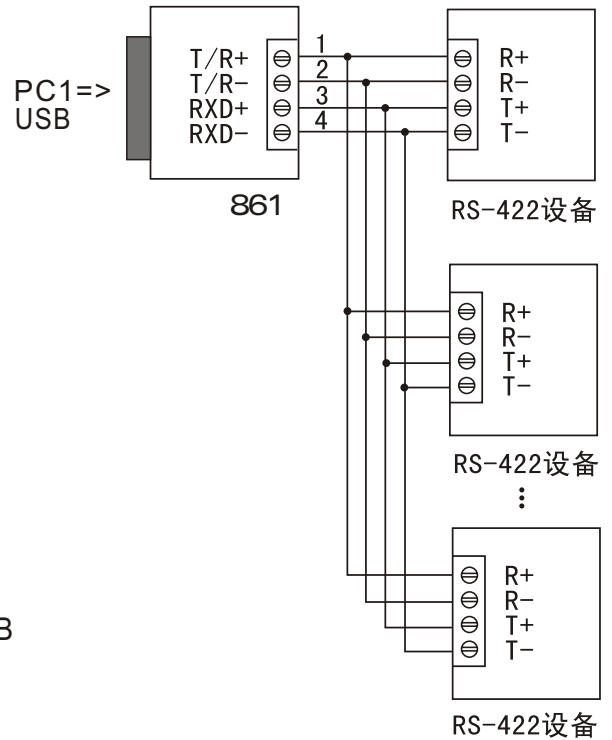 PC1=>
USB
T/R+
T/R-
RXD+
RXD-
1
2
3
4
861
R+
R-
T+
T-
RS-422设备
R+
R-
T+
T-
RS-422设备
R+
R-
T+
T-
RS-422设备
B